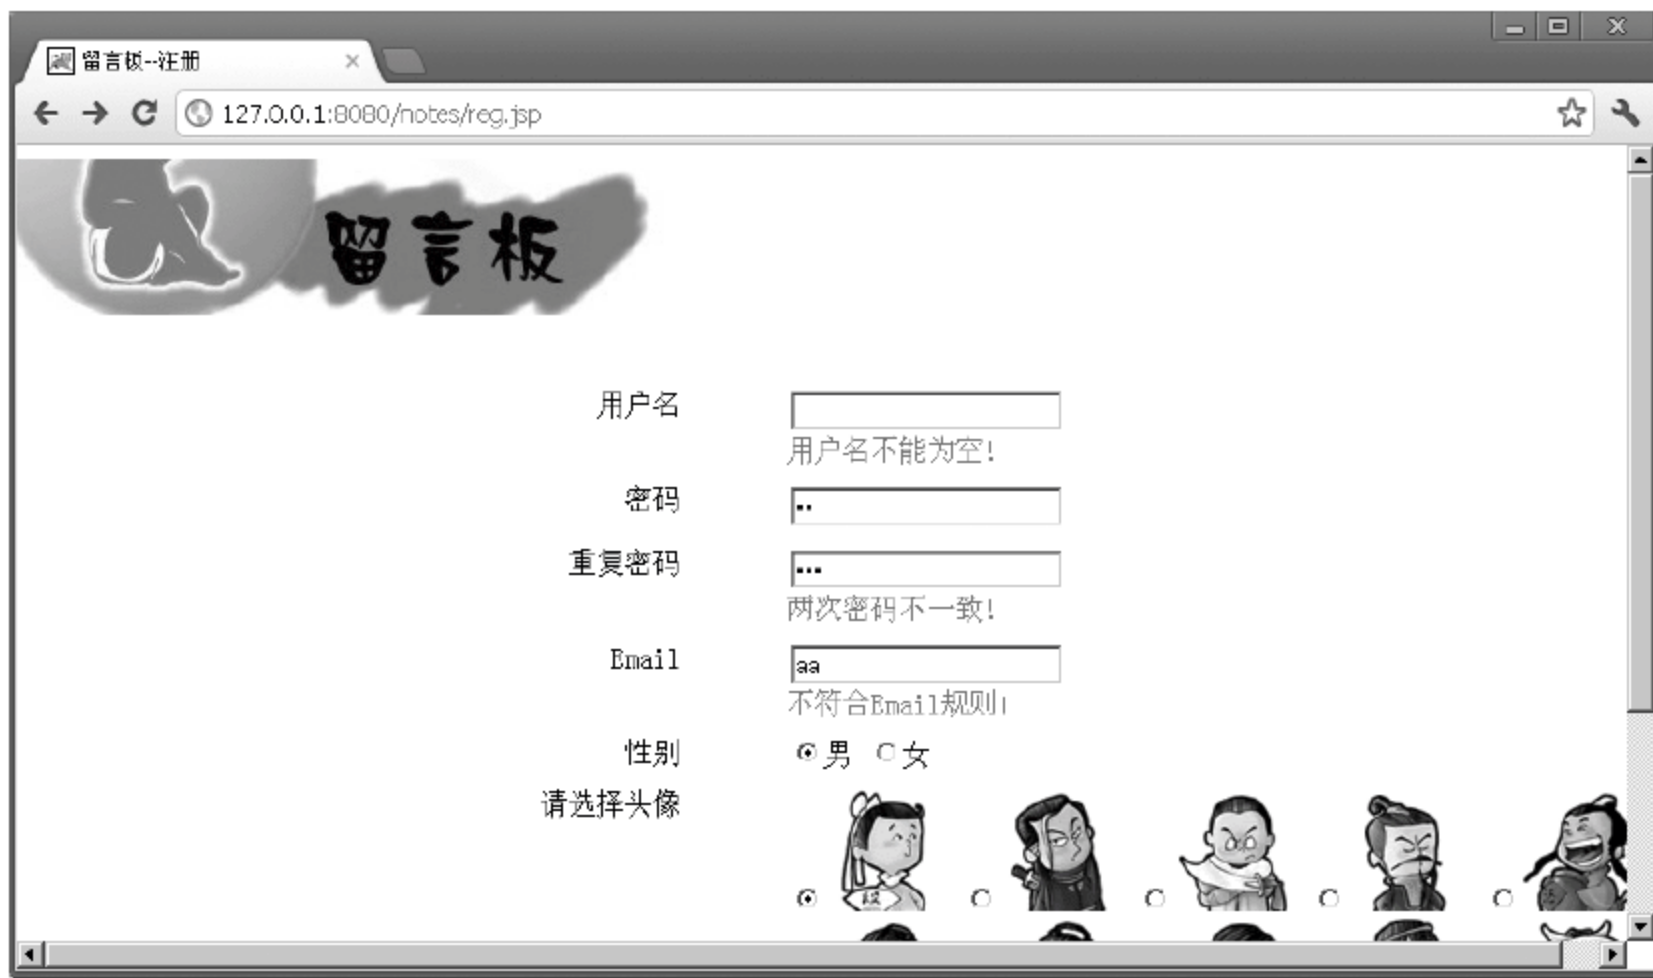 留言板--注册
127.0.0.1:8080/notes/reg.jsp
留言板
用户名
用户名不能为空!
密码
••
重复密码
•••
两次密码不一致!
Email
aa
不符合Email规则!
性别
男 女
请选择头像
段